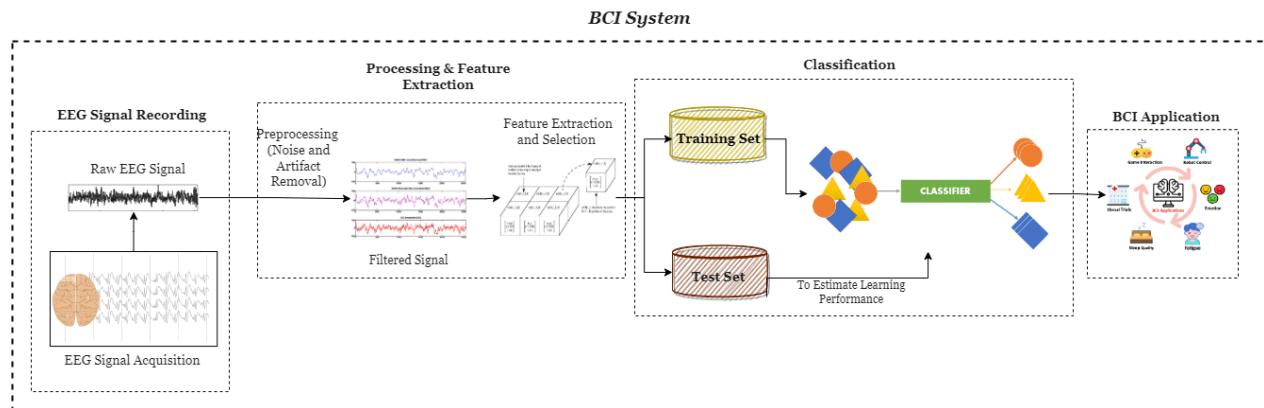 BCI System
EEG Signal Recording
Raw EEG Signal
EEG Signal Acquisition
Processing & Feature
Extraction
Preprocessing
(Noise and
Artifact
Removal)
Filtered Signal
Feature Extraction
and Selection
Classification
Training Set
Test Set
CLASSIFIER
To Estimate Learning
Performance
BCI Application
Game Interaction
Robot Control
Clinical Trials
BCI Applications
Emotion
Sleep Quality
Fatigue